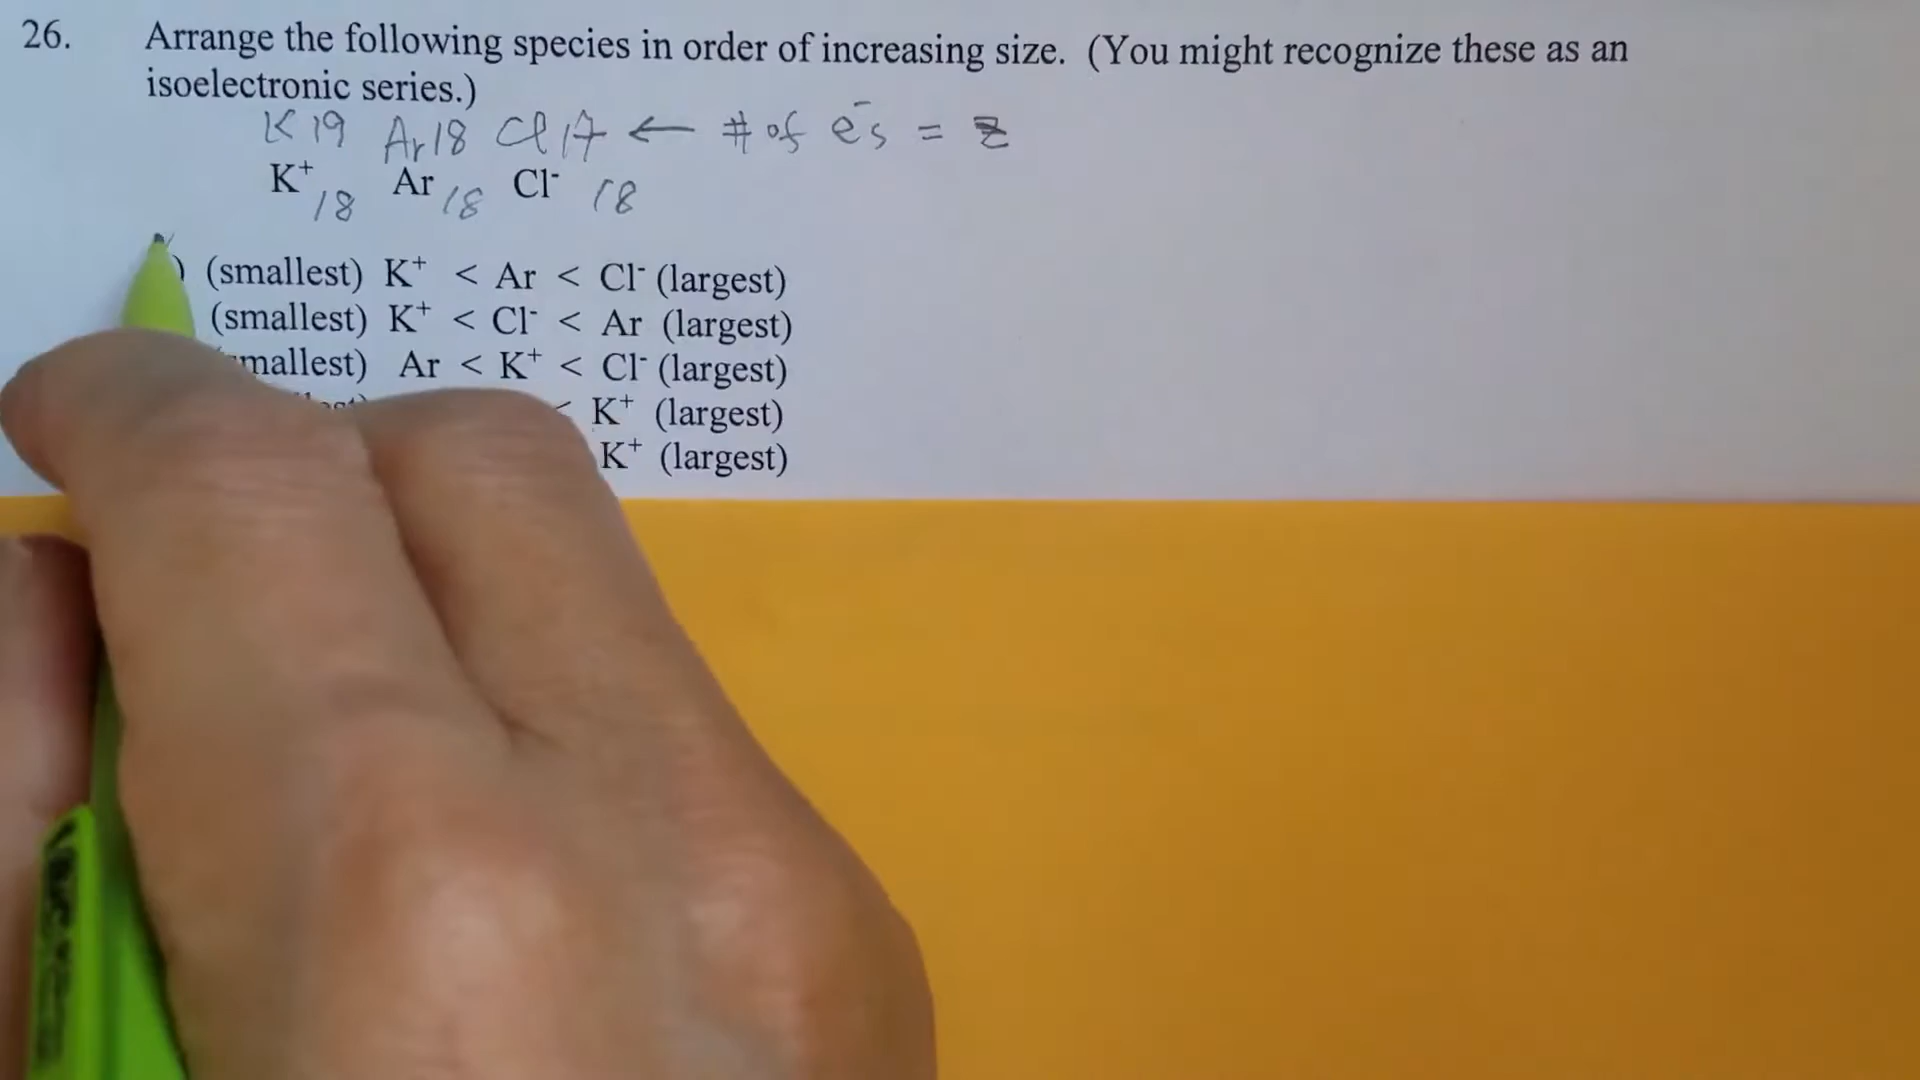 26. Arrange the following species in order of increasing size. (You might recognize these as an
isoelectronic series.)
K 19 Ar 18 Cl 17 ← # of e⁻s = Z
K⁺ 18 Ar 18 Cl⁻ 18
) (smallest) K⁺ < Ar < Cl⁻ (largest)
(smallest) K⁺ < Cl⁻ < Ar (largest)
mallest) Ar < K⁺ < Cl⁻ (largest)
< K⁺ (largest)
K⁺ (largest)